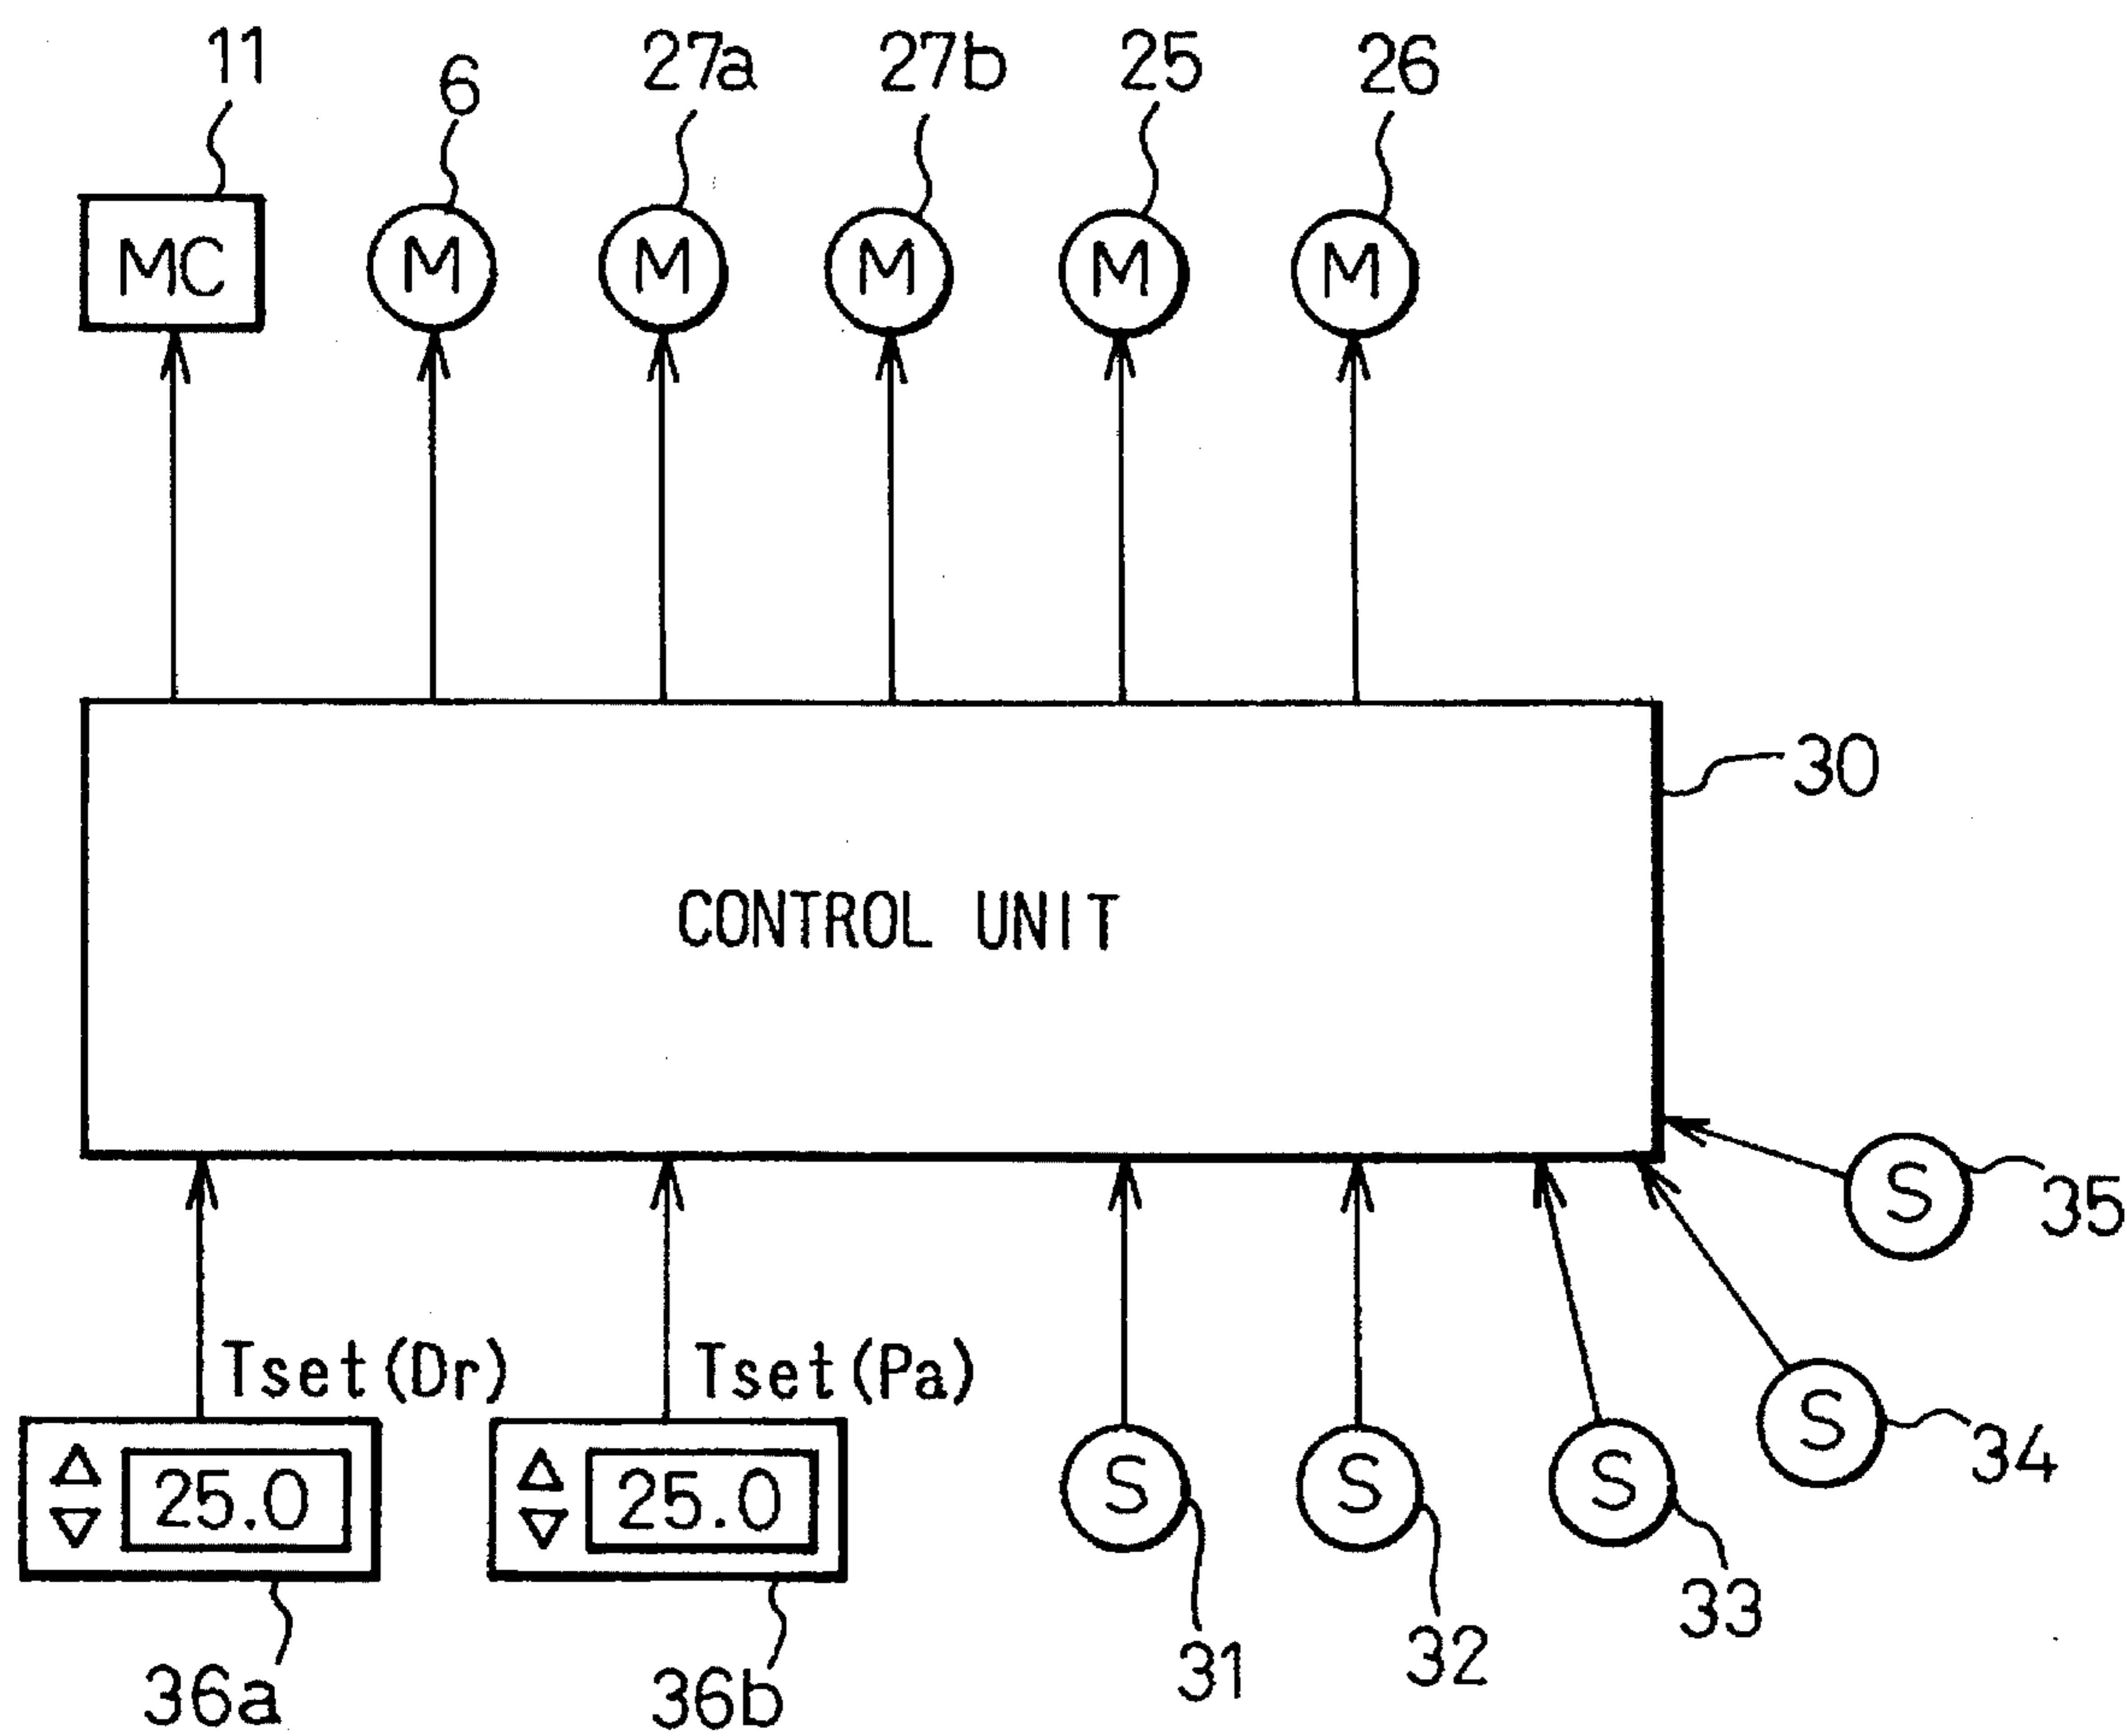 11 6 27a 27b 25 26
MC M M M M M
30
CONTROL UNIT
S 35
Tset(Dr) Tset(Pa)
S 34
25.0 25.0 S S S
33
31 32
36a 36b